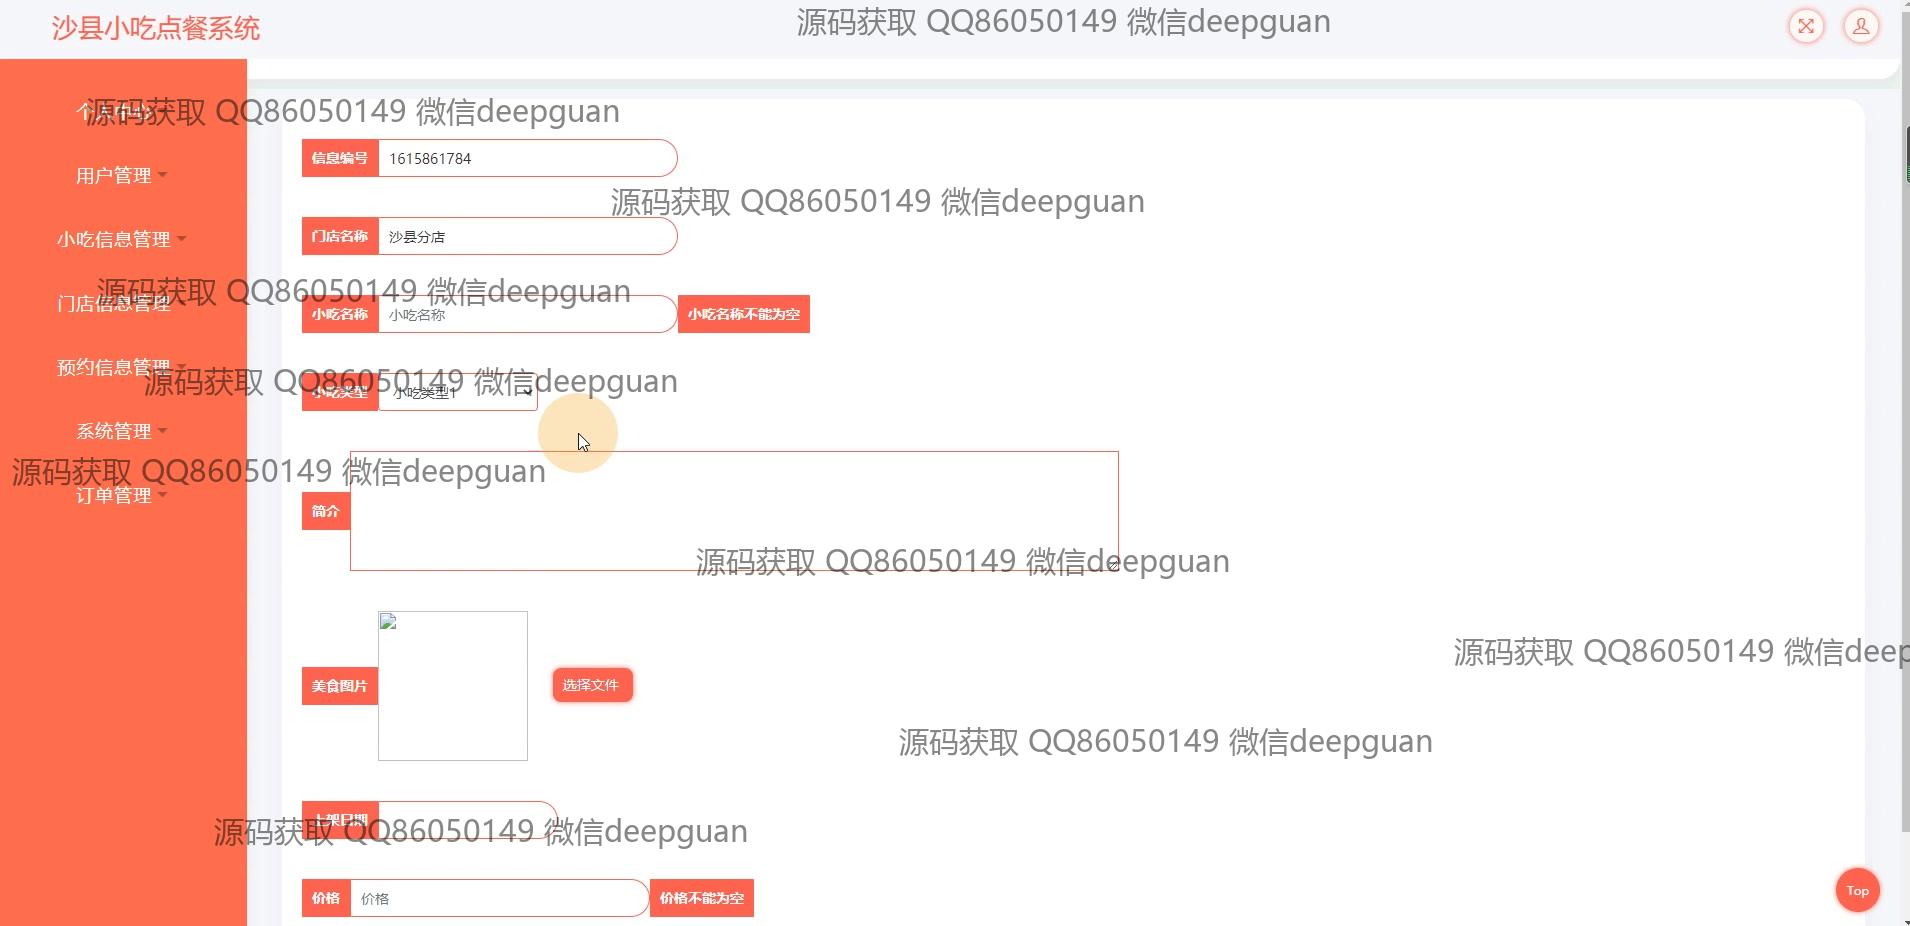 沙县小吃点餐系统
源码获取 QQ86050149 微信deepguan
个人中心
源码获取 QQ86050149 微信deepguan
信息编号 1615861784
用户管理
源码获取 QQ86050149 微信deepguan
门店名称 沙县分店
小吃信息管理
源码获取 QQ86050149 微信deepguan
门店信息管理
小吃名称 小吃名称 小吃名称不能为空
预约信息管理
源码获取 QQ86050149 微信deepguan
小吃类型 小吃类型1
系统管理
源码获取 QQ86050149 微信deepguan
订单管理
简介
源码获取 QQ86050149 微信deepguan
源码获取 QQ86050149 微信deep
美食图片 选择文件
源码获取 QQ86050149 微信deepguan
上架日期
源码获取 QQ86050149 微信deepguan
价格 价格 价格不能为空
Top